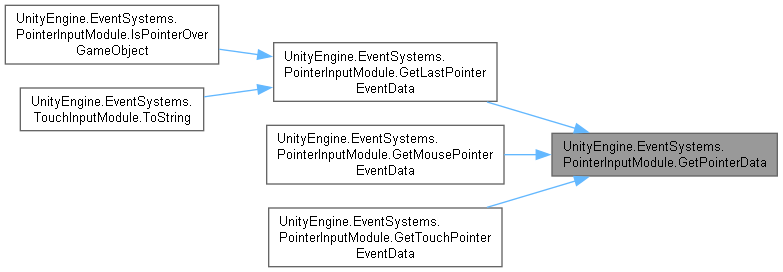 UnityEngine.EventSystems.
PointerInputModule.IsPointerOver
GameObject
UnityEngine.EventSystems.
TouchInputModule.ToString
UnityEngine.EventSystems.
PointerInputModule.GetLastPointer
EventData
UnityEngine.EventSystems.
PointerInputModule.GetMousePointer
EventData
UnityEngine.EventSystems.
PointerInputModule.GetTouchPointer
EventData
UnityEngine.EventSystems.
PointerInputModule.GetPointerData